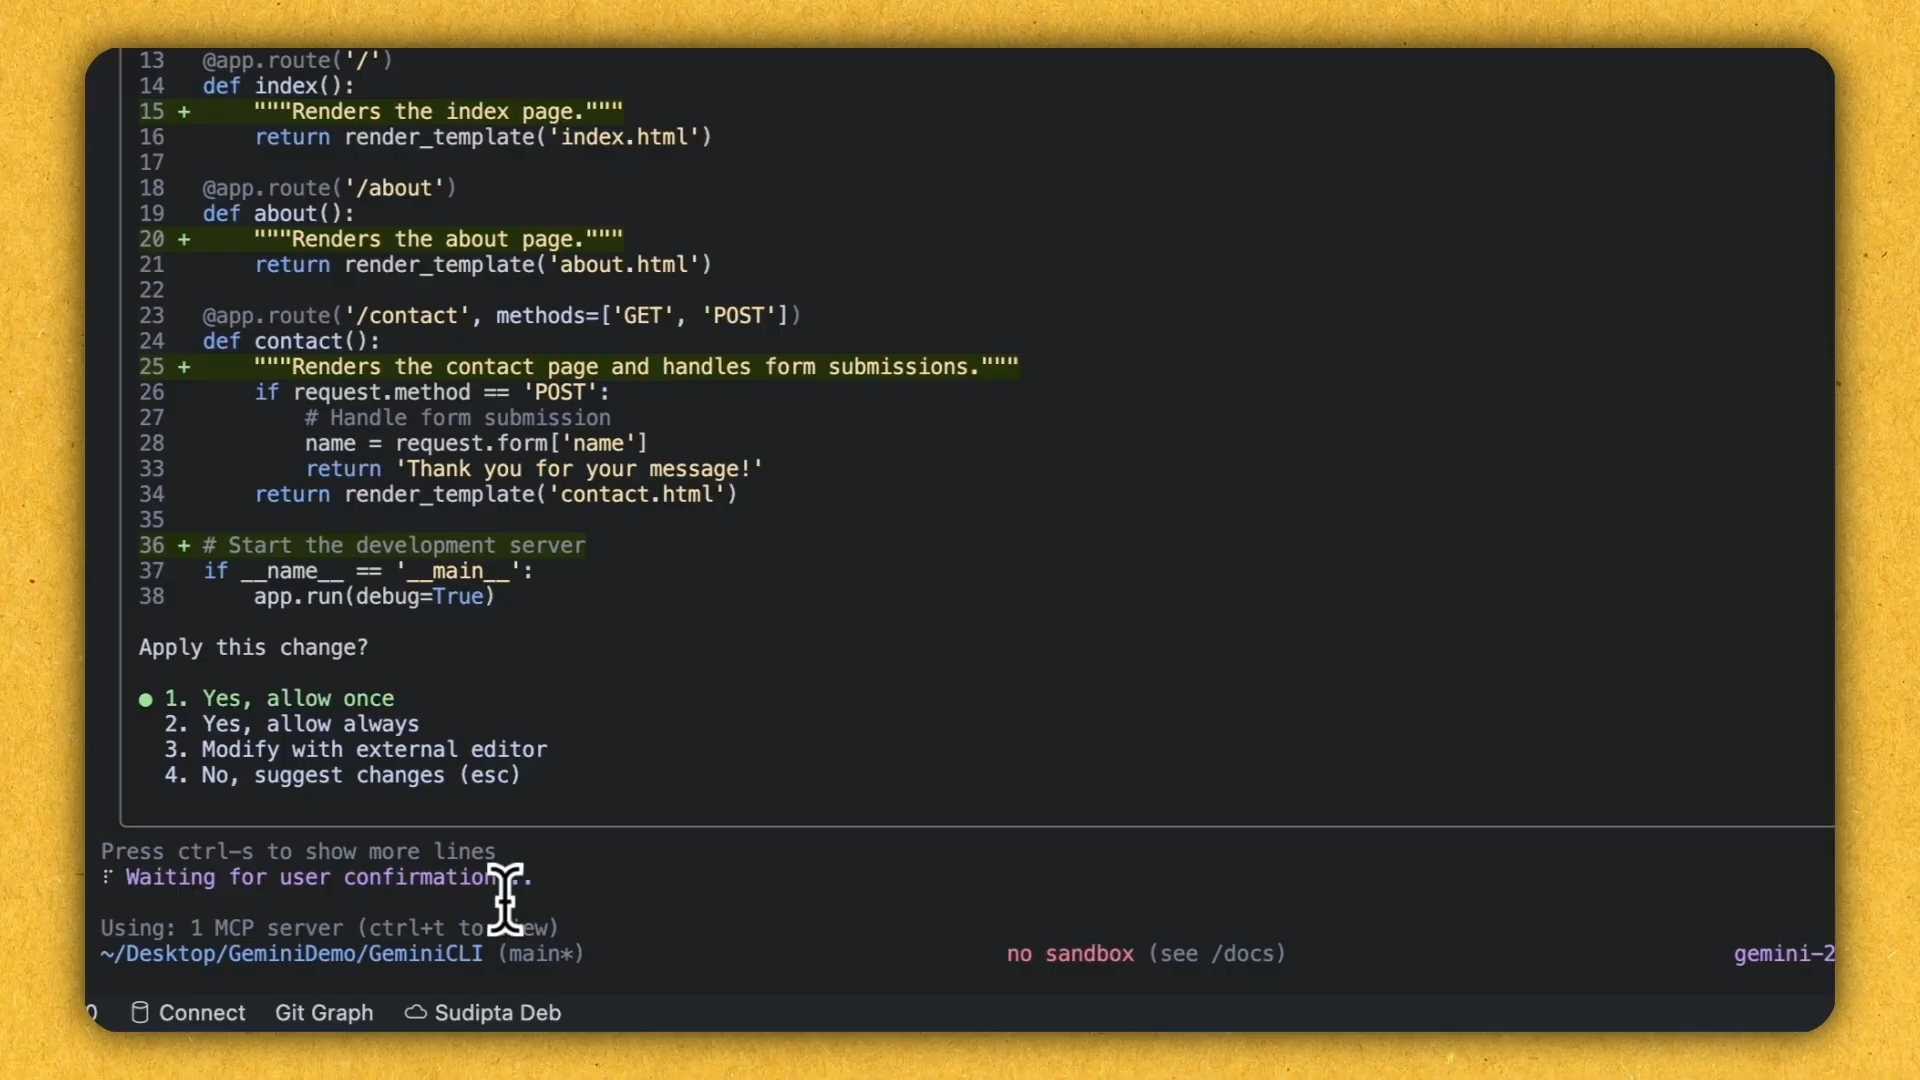 13   @app.route('/')
14   def index():
15 +     """Renders the index page."""
16       return render_template('index.html')
17
18   @app.route('/about')
19   def about():
20 +     """Renders the about page."""
21       return render_template('about.html')
22
23   @app.route('/contact', methods=['GET', 'POST'])
24   def contact():
25 +     """Renders the contact page and handles form submissions."""
26       if request.method == 'POST':
27           # Handle form submission
28           name = request.form['name']
33           return 'Thank you for your message!'
34       return render_template('contact.html')
35
36 + # Start the development server
37   if __name__ == '__main__':
38       app.run(debug=True)
Apply this change?
● 1. Yes, allow once
2. Yes, allow always
3. Modify with external editor
4. No, suggest changes (esc)
Press ctrl-s to show more lines
Waiting for user confirmation...
Using: 1 MCP server (ctrl+t to
~/Desktop/GeminiDemo/GeminiCLI (main*) no sandbox (see /docs) gemini-2
Connect Git Graph Sudipta Deb